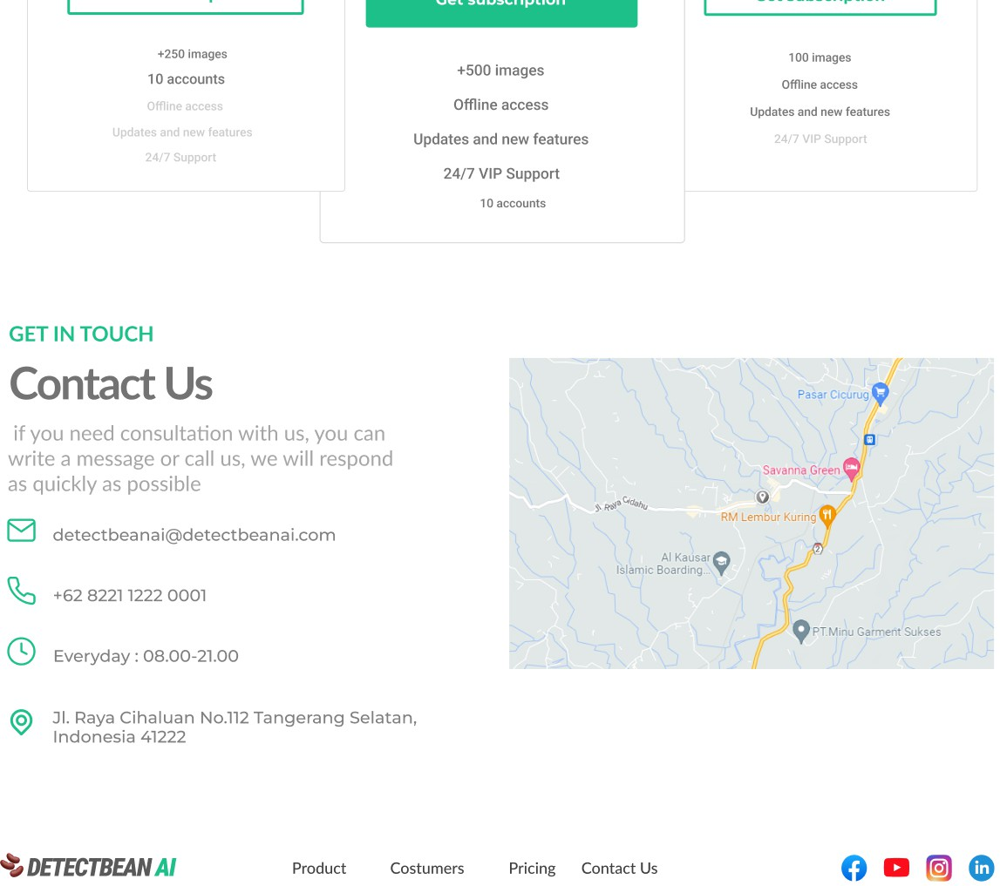 Get subscription
+250 images
10 accounts
Offline access
Updates and new features
24/7 Support
+500 images
Offline access
Updates and new features
24/7 VIP Support
10 accounts
100 images
Offline access
Updates and new features
24/7 VIP Support
GET IN TOUCH
Contact Us
if you need consultation with us, you can
write a message or call us, we will respond
as quickly as possible
detectbeanai@detectbeanai.com
+62 8221 1222 0001
Everyday : 08.00-21.00
Jl. Raya Cihaluan No.112 Tangerang Selatan,
Indonesia 41222
Pasar Cicurug
Savanna Green
Jl. Raya Cidahu
RM Lembur Kuring
2
Al Kausar
Islamic Boarding...
PT.Minu Garment Sukses
DETECTBEAN AI
Product
Costumers
Pricing
Contact Us